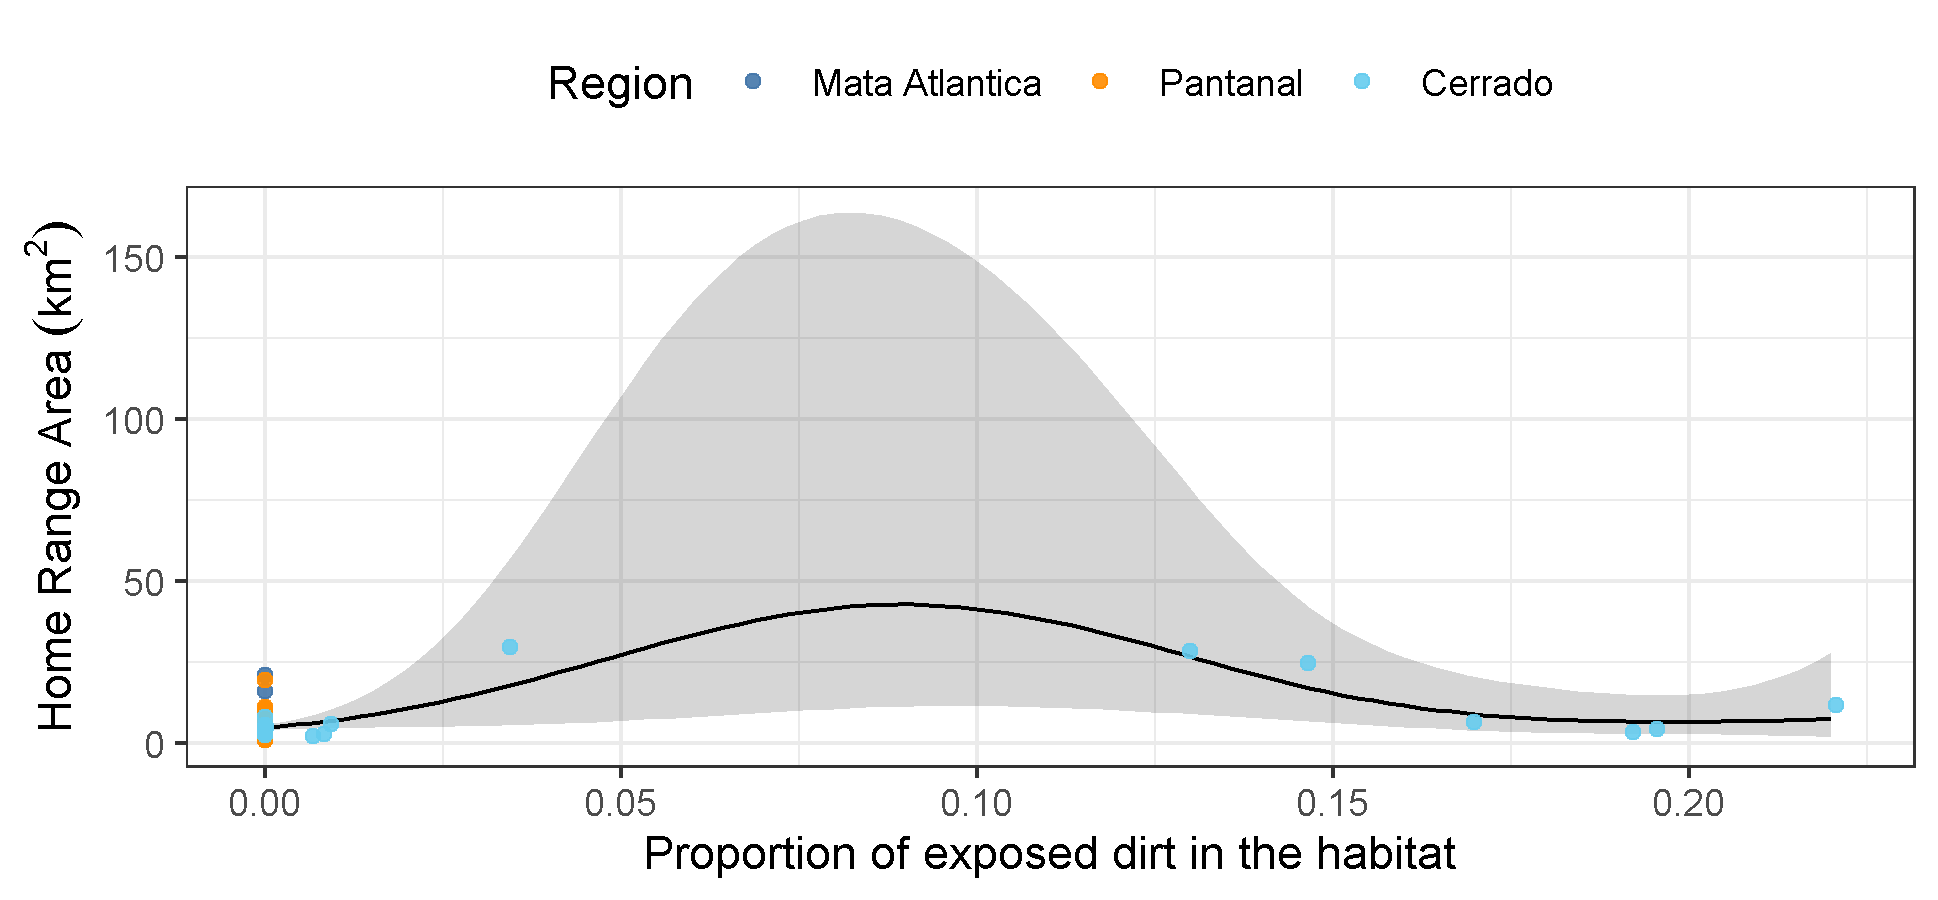 Region Mata Atlantica Pantanal Cerrado
Home Range Area (km²)
150
100
50
0
0.00 0.05 0.10 0.15 0.20
Proportion of exposed dirt in the habitat